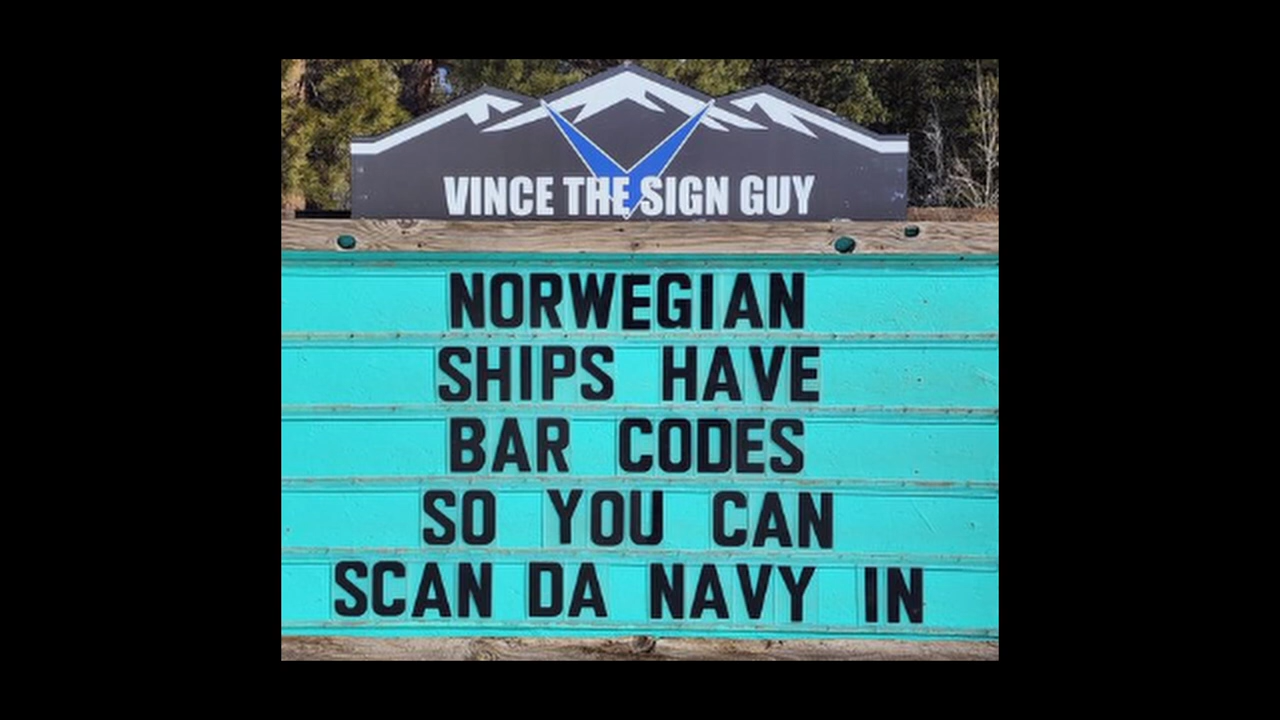 VINCE THE SIGN GUY
NORWEGIAN
SHIPS HAVE
BAR CODES
SO YOU CAN
SCAN DA NAVY IN